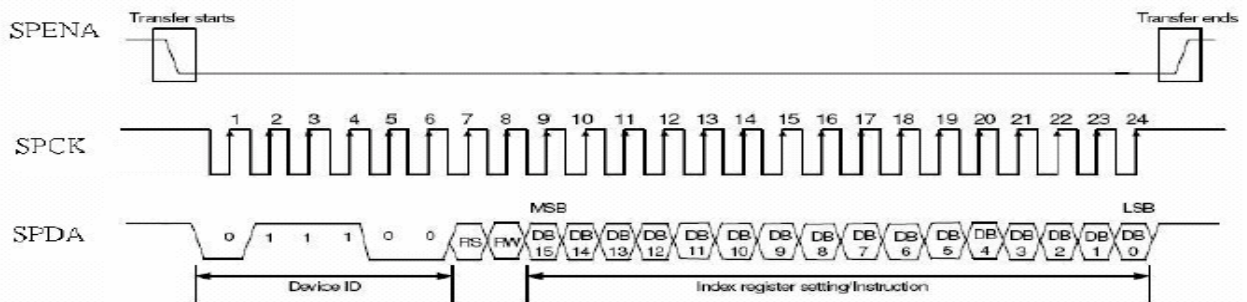 Transfer starts
Transfer ends
SPENA
1 2 3 4 5 6 7 8 9 10 11 12 13 14 15 16 17 18 19 20 21 22 23 24
SPCK
MSB
LSB
SPDA
0 1 1 1 0 0 RS RW DB 15 DB 14 DB 13 DB 12 DB 11 DB 10 DB 9 DB 8 DB 7 DB 6 DB 5 DB 4 DB 3 DB 2 DB 1 DB 0
Device ID
Index register setting/Instruction